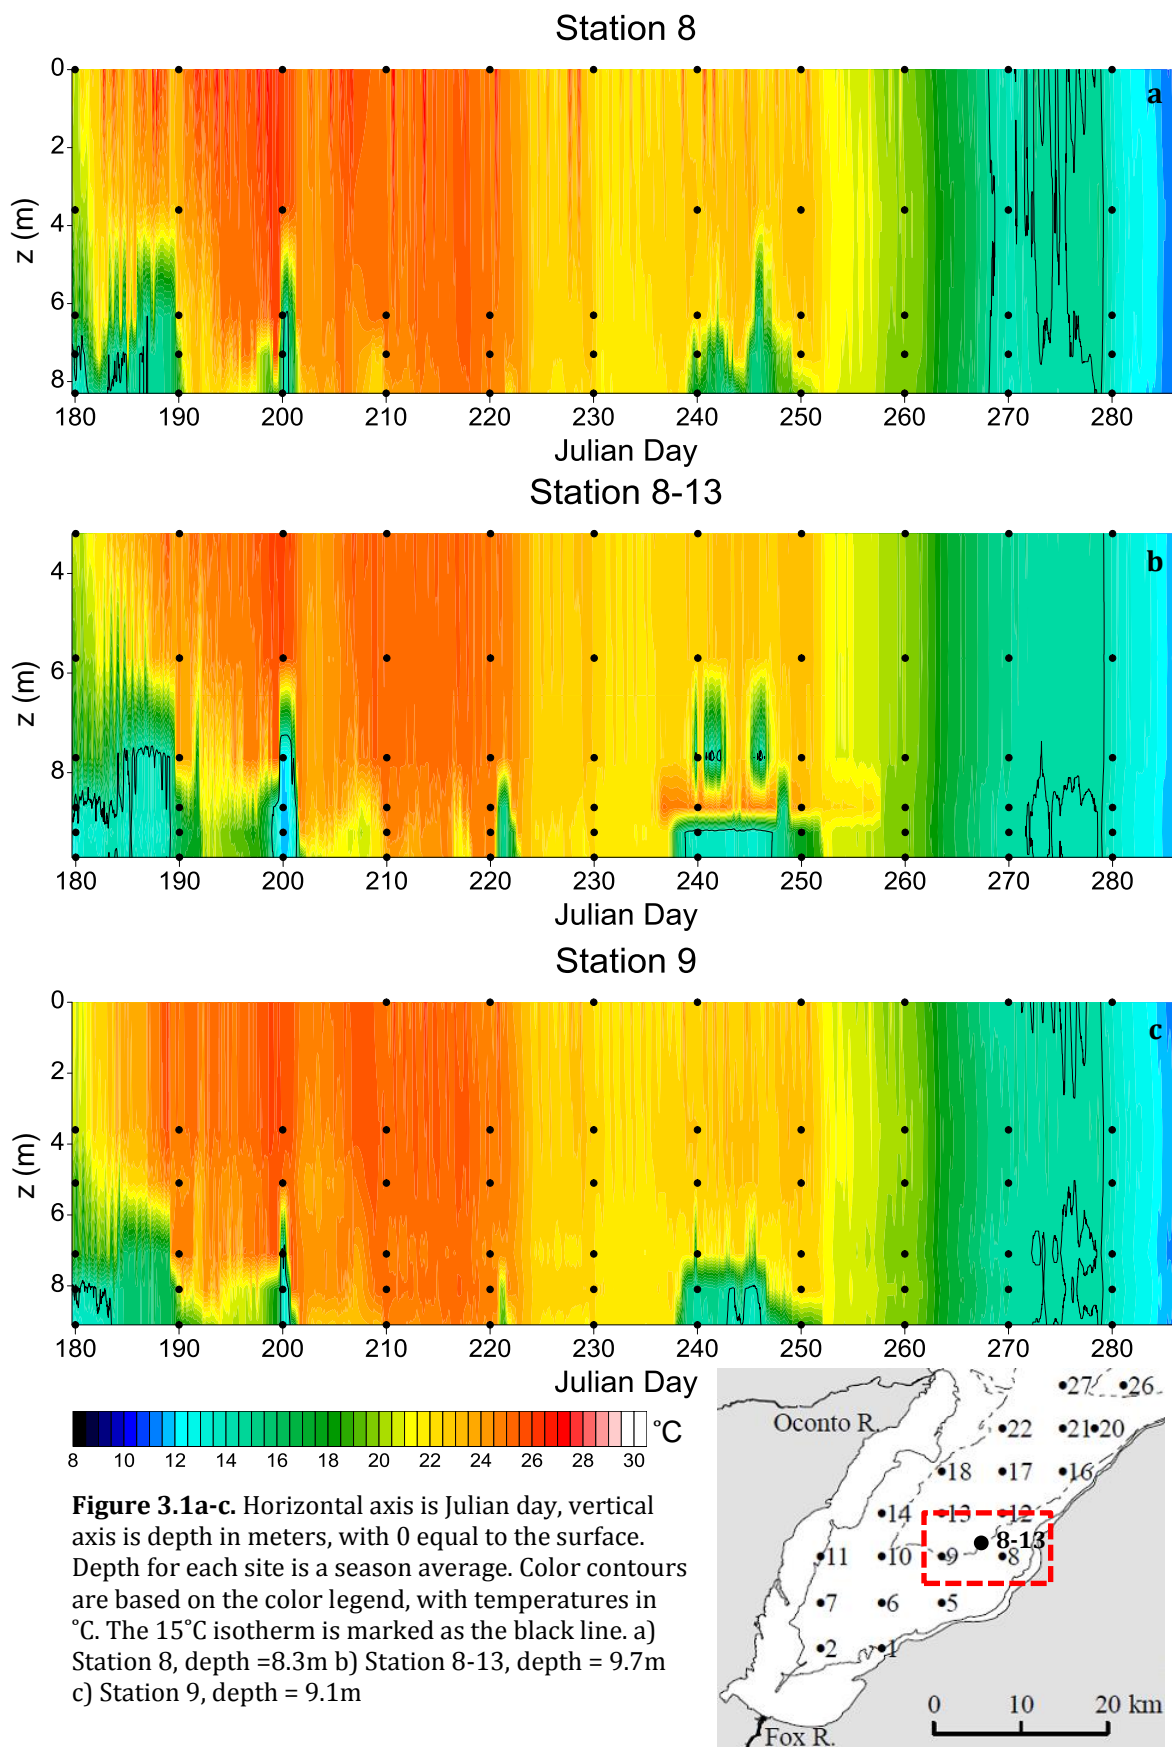 Station 8
a
0
2
4
6
8
z (m)
180 190 200 210 220 230 240 250 260 270 280
Julian Day
Station 8-13
b
4
6
8
z (m)
180 190 200 210 220 230 240 250 260 270 280
Julian Day
Station 9
c
0
2
4
6
8
z (m)
180 190 200 210 220 230 240 250 260 270 280
Julian Day
°C
8 10 12 14 16 18 20 22 24 26 28 30
Figure 3.1a-c. Horizontal axis is Julian day, vertical
axis is depth in meters, with 0 equal to the surface.
Depth for each site is a season average. Color contours
are based on the color legend, with temperatures in
˚C. The 15˚C isotherm is marked as the black line. a)
Station 8, depth =8.3m b) Station 8-13, depth = 9.7m
c) Station 9, depth = 9.1m
27 26
Oconto R.
22 21 20
18 17 16
14 13 12
8-13
11 10 9 8
7 6 5
2 1
0 10 20 km
Fox R.